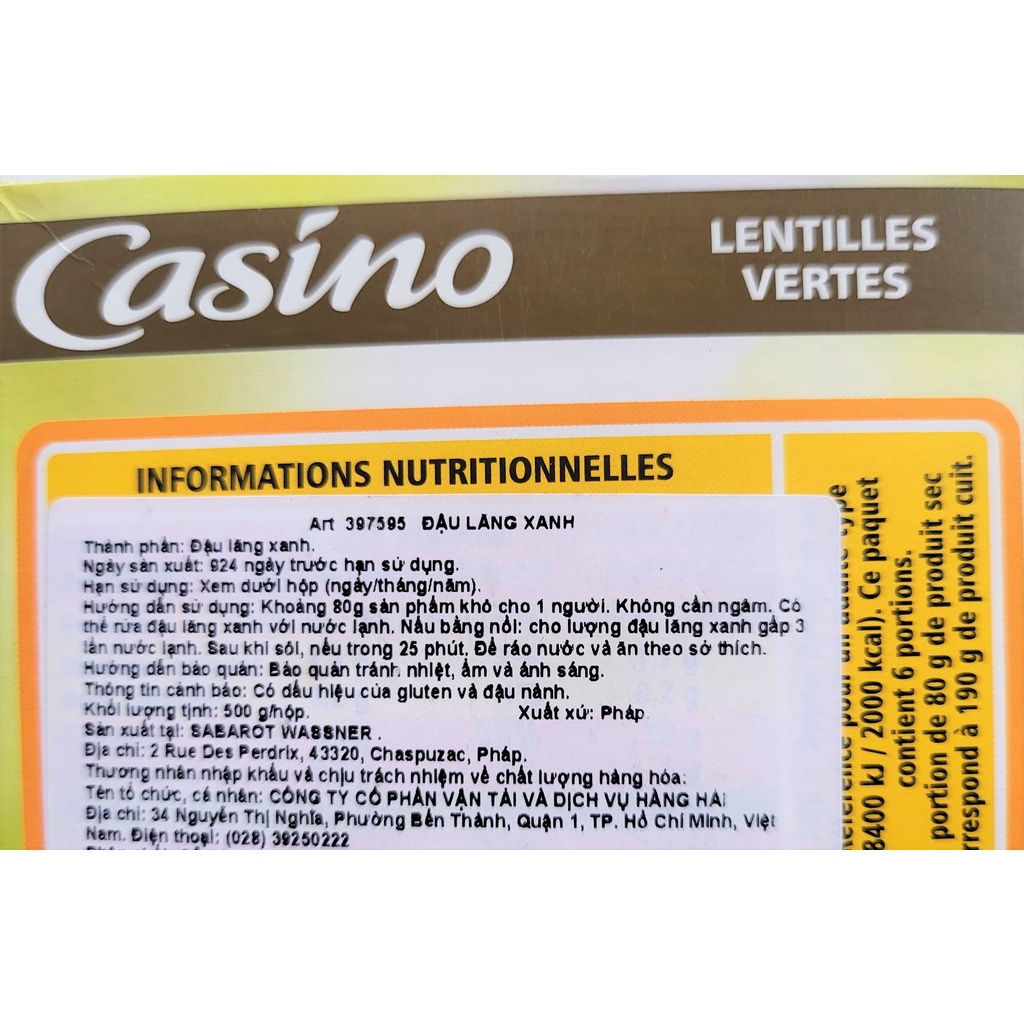 Casino
LENTILLES
VERTES
INFORMATIONS NUTRITIONNELLES
Art 397595 ĐẬU LĂNG XANH
Thành phần: Đậu lăng xanh.
Ngày sản xuất: 924 ngày trước hạn sử dụng.
Hạn sử dụng: Xem dưới hộp (ngày/tháng/năm).
Hướng dẫn sử dụng: Khoảng 80g sản phẩm khô cho 1 người. Không cần ngâm. Có
thể rửa đậu lăng xanh với nước lạnh. Nấu bằng nồi: cho lượng đậu lăng xanh gấp 3
lần nước lạnh. Sau khi sôi, nấu trong 25 phút. Để ráo nước và ăn theo sở thích.
Hướng dẫn bảo quản: Bảo quản tránh nhiệt, ẩm và ánh sáng.
Thông tin cảnh báo: Có dấu hiệu của gluten và đậu nành.
Khối lượng tịnh: 500 g/hộp. Xuất xứ: Pháp
Sản xuất tại: SABAROT WASSNER .
Địa chỉ: 2 Rue Des Perdrix, 43320, Chaspuzac, Pháp.
Thương nhân nhập khẩu và chịu trách nhiệm về chất lượng hàng hóa:
Tên tổ chức, cá nhân: CÔNG TY CỔ PHẦN VẬN TẢI VÀ DỊCH VỤ HÀNG HẢI
Địa chỉ: 34 Nguyễn Thị Nghĩa, Phường Bến Thành, Quận 1, TP. Hồ Chí Minh, Việt
Nam. Điện thoại: (028) 39250222
pour un adulte type
8400 kJ / 2000 kcal). Ce paquet
contient 6 portions.
portion de 80 g de produit sec
rrespond à 190 g de produit cuit.